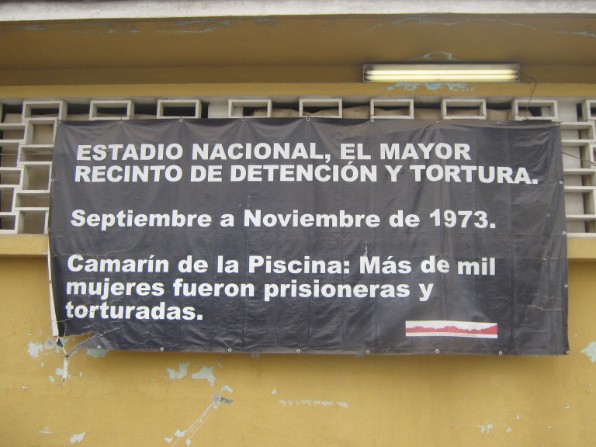 ESTADIO NACIONAL, EL MAYOR
RECINTO DE DETENCIÓN Y TORTURA.
Septiembre a Noviembre de 1973.
Camarín de la Piscina: Más de mil
mujeres fueron prisioneras y
torturadas.